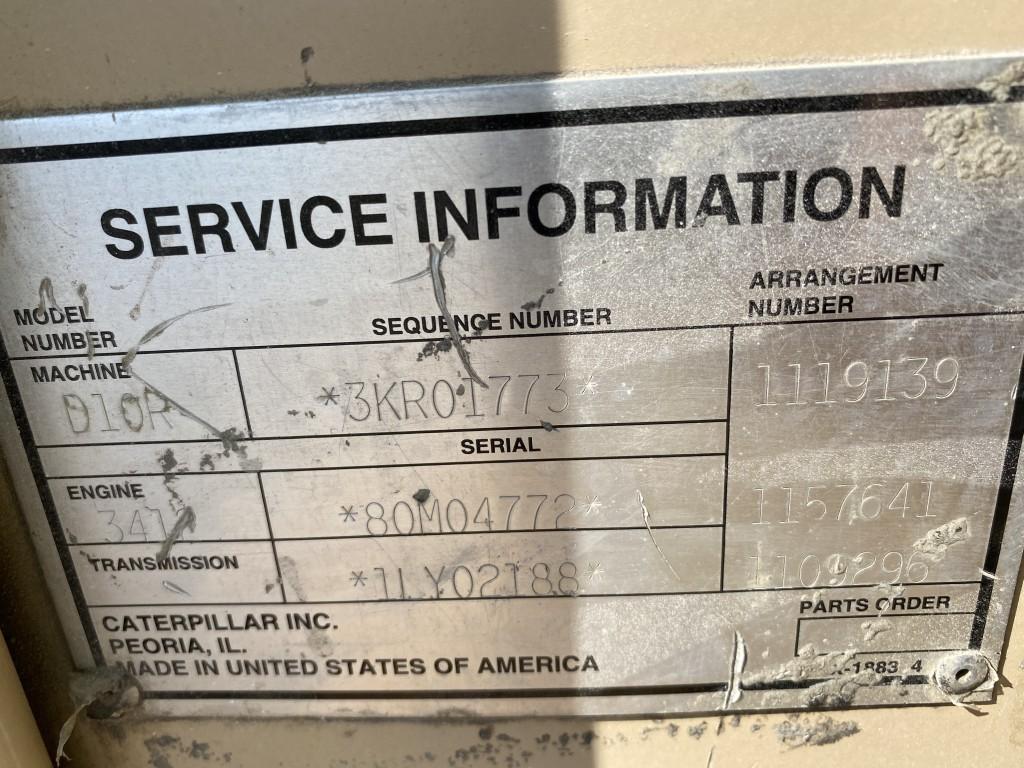 SERVICE INFORMATION
MODEL NUMBER SEQUENCE NUMBER ARRANGEMENT NUMBER
MACHINE
D10R *3KR01773* 1119139
SERIAL
ENGINE
*80M04772* 1157641
TRANSMISSION
*1LY02188* 1109296
CATERPILLAR INC. PARTS ORDER
PEORIA, IL.
MADE IN UNITED STATES OF AMERICA